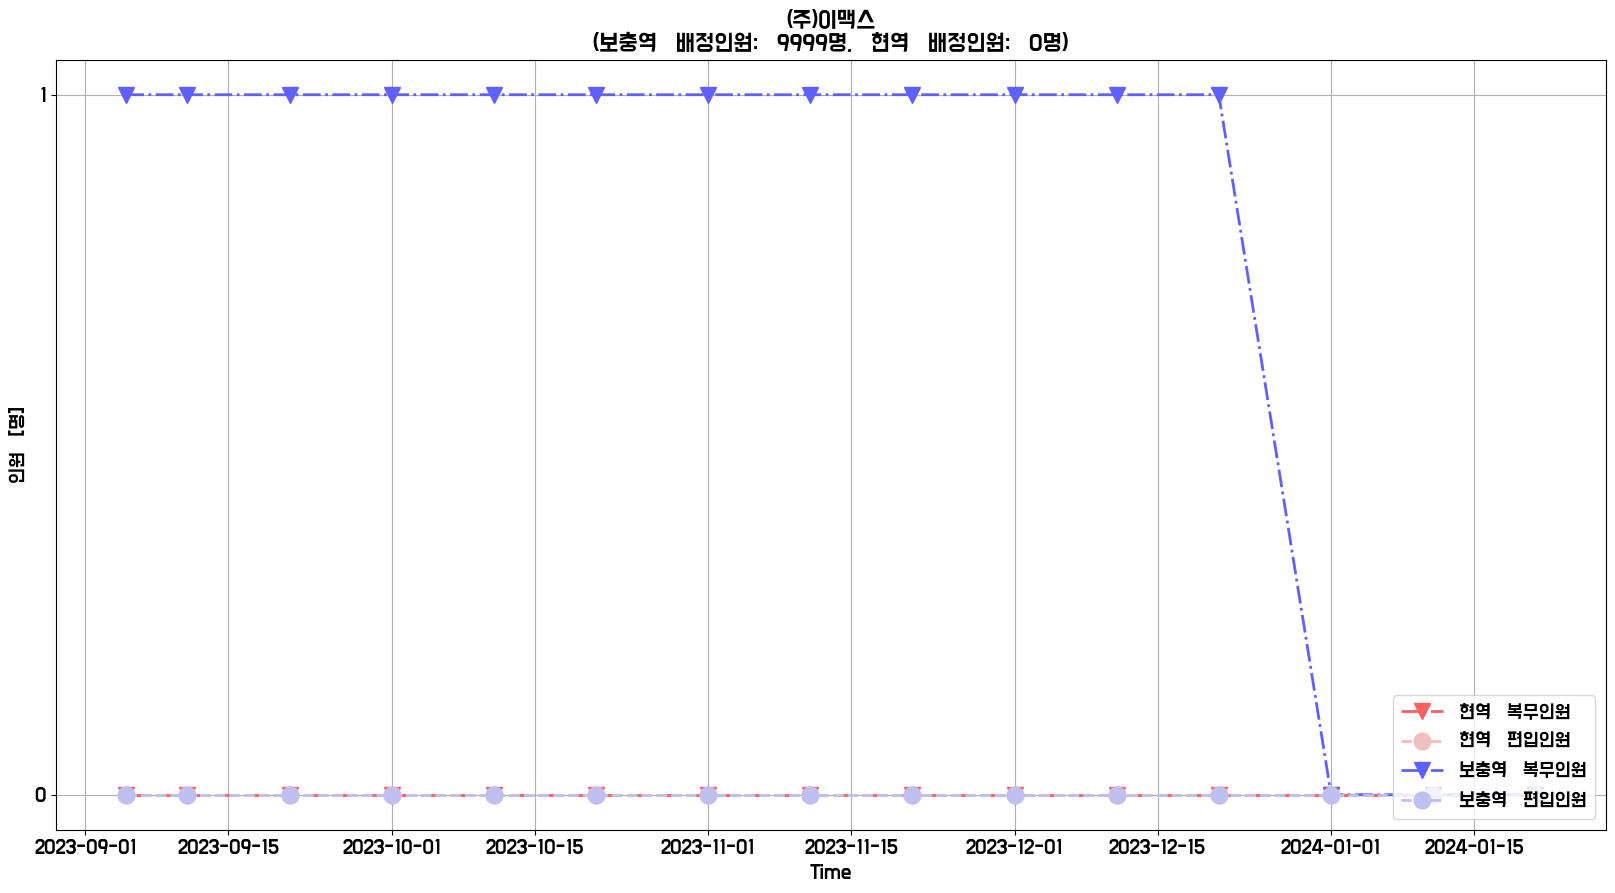 (주)이맥스
(보충역 배정인원: 9999명, 현역 배정인원: 0명)
인원 [명]
1
0
현역 복무인원
현역 편입인원
보충역 복무인원
보충역 편입인원
2023-09-01 2023-09-15 2023-10-01 2023-10-15 2023-11-01 2023-11-15 2023-12-01 2023-12-15 2024-01-01 2024-01-15
Time